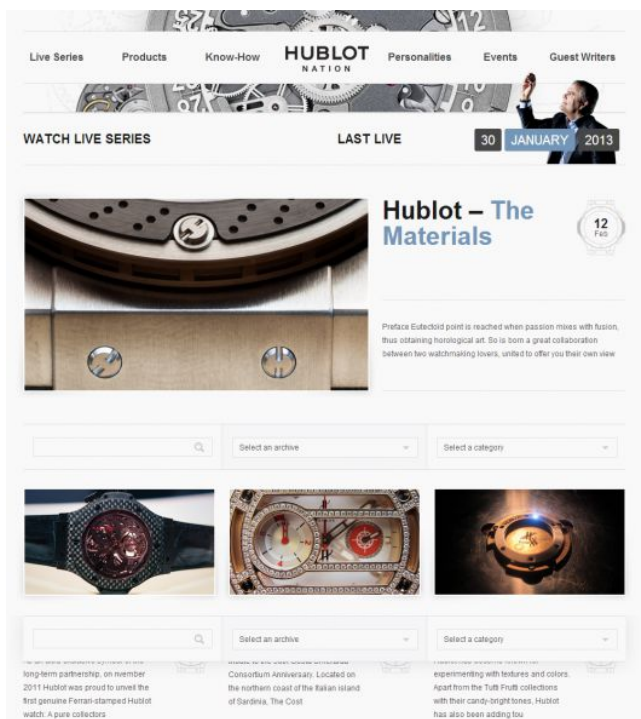 Live Series Products Know-How HUBLOT NATION Personalities Events Guest Writers
WATCH LIVE SERIES LAST LIVE 30 JANUARY 2013
Hublot – The
Materials
12
Feb
Preface Eutectoid point is reached when passion mixes with fusion,
thus obtaining horological art. So is born a great collaboration
between two watchmaking lovers, united to offer you their own view
Select an archive Select a category
Select an archive Select a category
long-term partnership, on nvember
2011 Hublot was proud to unveil the
first genuine Ferrari-stamped Hublot
watch: A pure collectors
Consortium Anniversary. Located on
the northern coast of the Italian island
of Sardinia, The Cost
experimenting with textures and colors.
Apart from the Tutti Frutti collections
with their candy-bright tones, Hublot
has also been adding tou